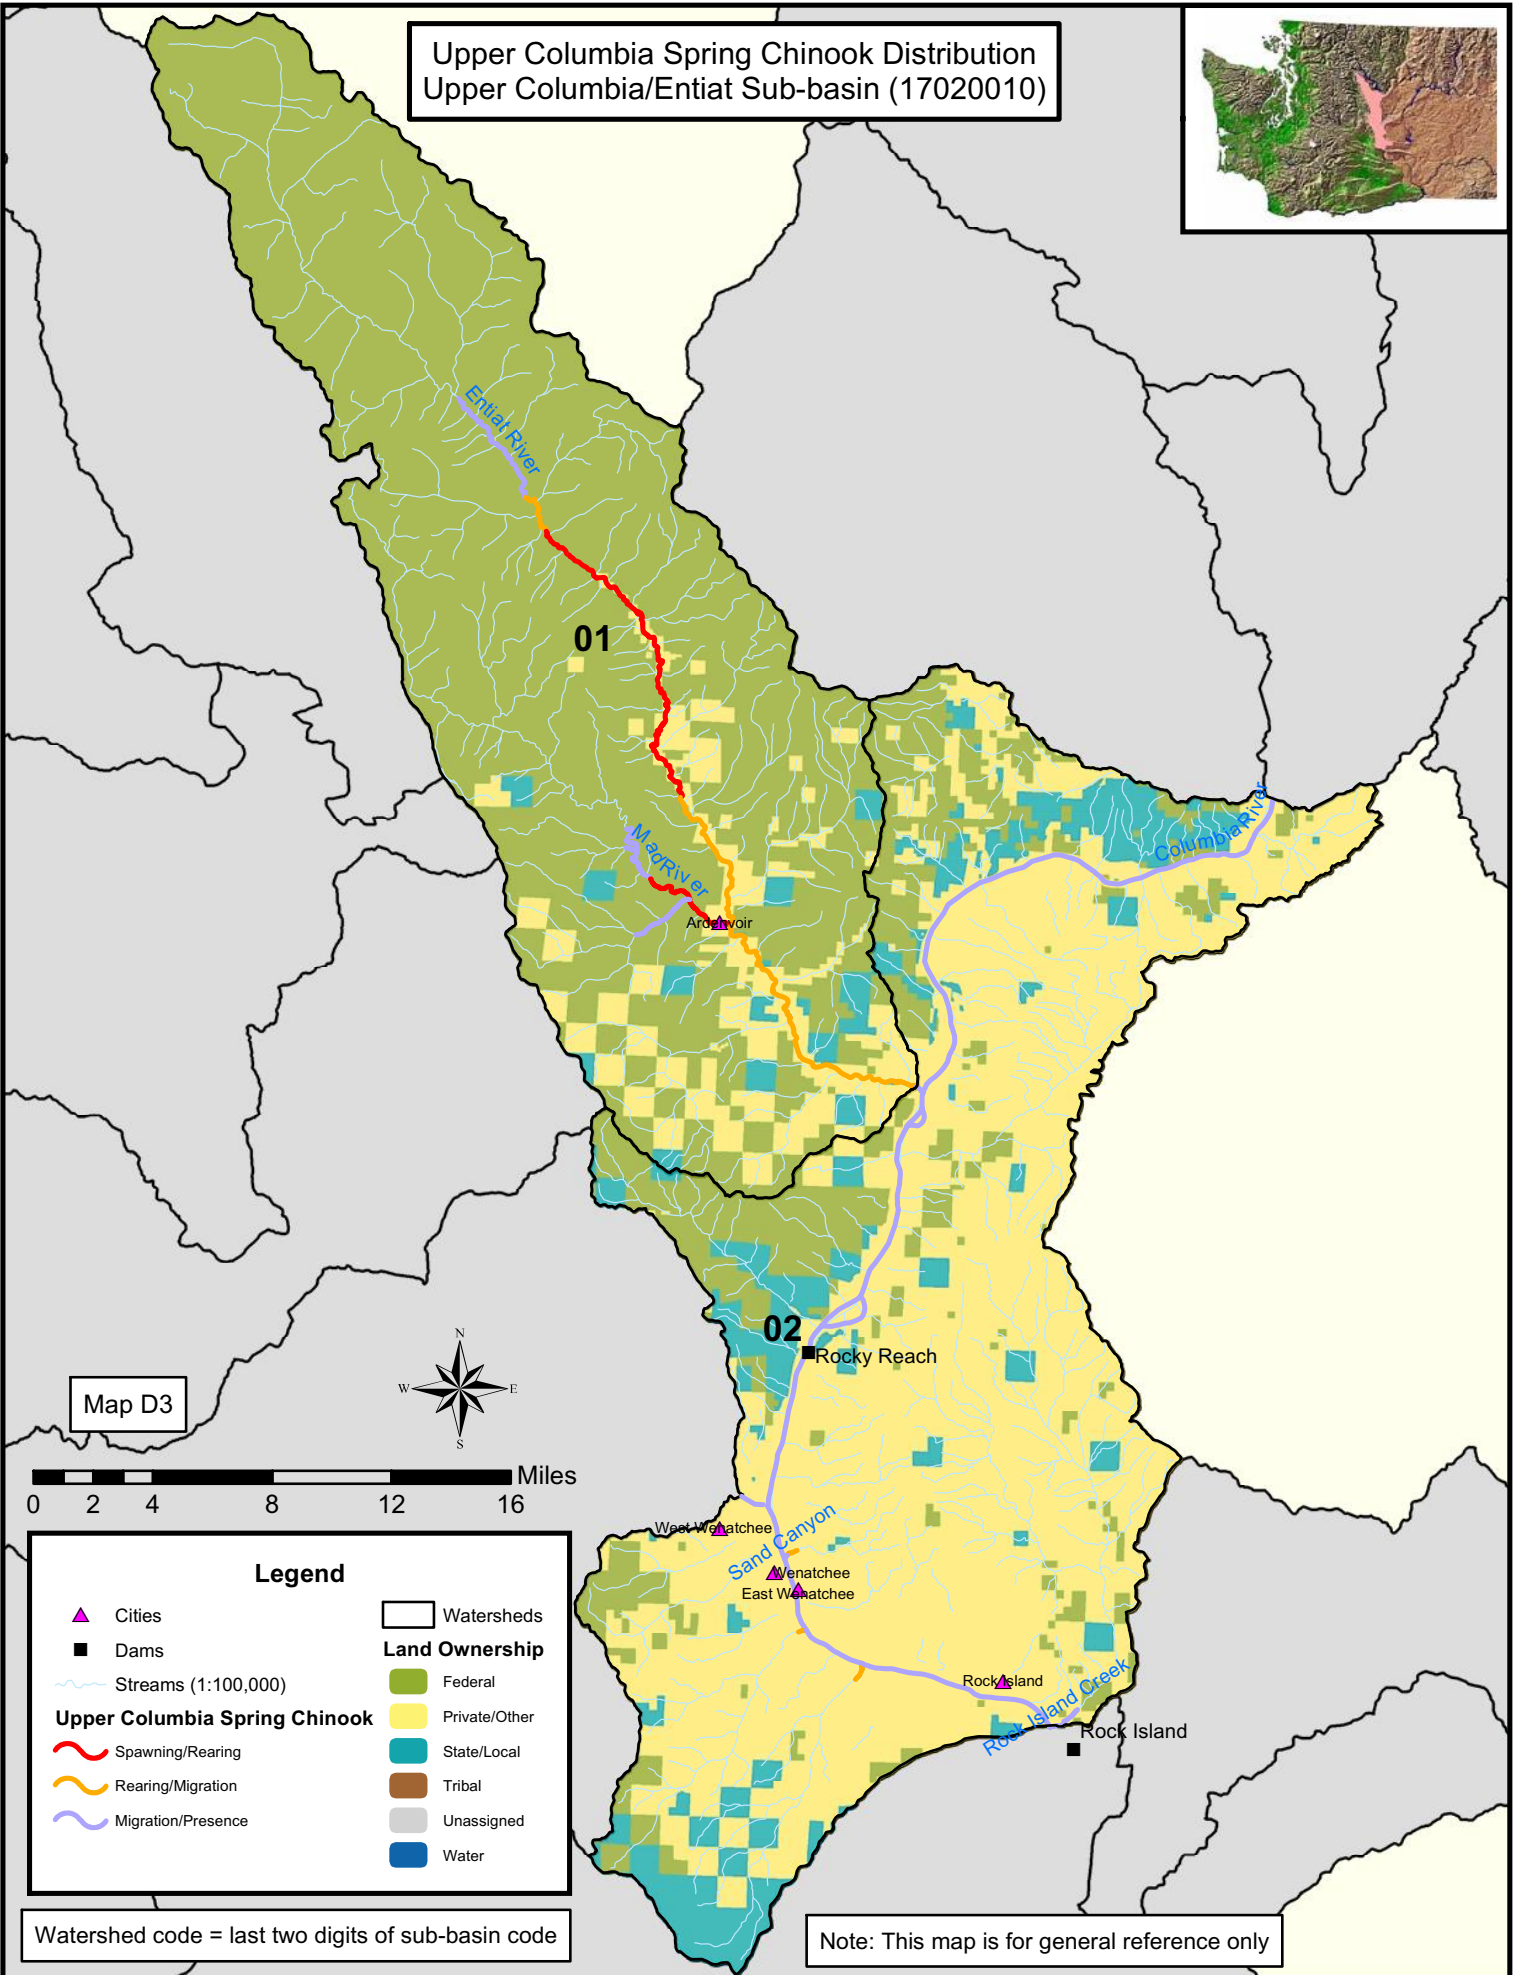 Upper Columbia Spring Chinook Distribution
Upper Columbia/Entiat Sub-basin (17020010)
Entiat River
01
Mad River
Ardenvoir
Columbia River
02
Rocky Reach
N
W
E
S
Map D3
Miles
0 2 4 8 12 16
West Wenatchee
Sand Canyon
Wenatchee
East Wenatchee
Rock Island
Rock Island Creek
Rock Island
Legend
Cities
Dams
Streams (1:100,000)
Upper Columbia Spring Chinook
Spawning/Rearing
Rearing/Migration
Migration/Presence
Watersheds
Land Ownership
Federal
Private/Other
State/Local
Tribal
Unassigned
Water
Watershed code = last two digits of sub-basin code
Note: This map is for general reference only